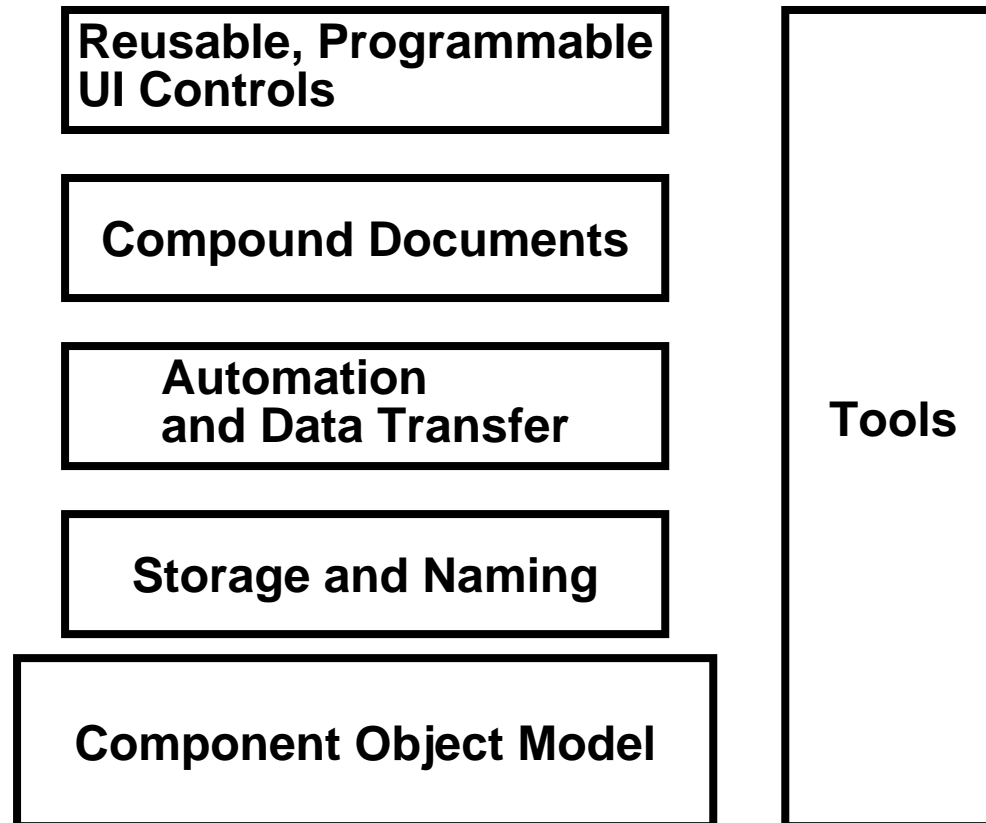 Reusable, Programmable
UI Controls
Compound Documents
Automation
and Data Transfer
Storage and Naming
Component Object Model
Tools